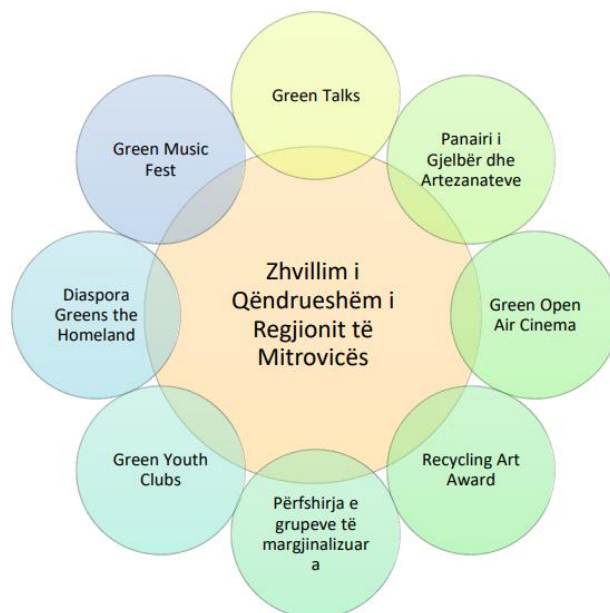 Green Talks
Panairi i
Gjelbër dhe
Artezanateve
Green Open
Air Cinema
Recycling Art
Award
Përfshirja e
grupeve të
margjinalizuar
a
Green Youth
Clubs
Diaspora
Greens the
Homeland
Green Music
Fest
Zhvillim i
Qëndrueshëm i
Regjionit të
Mitrovicës